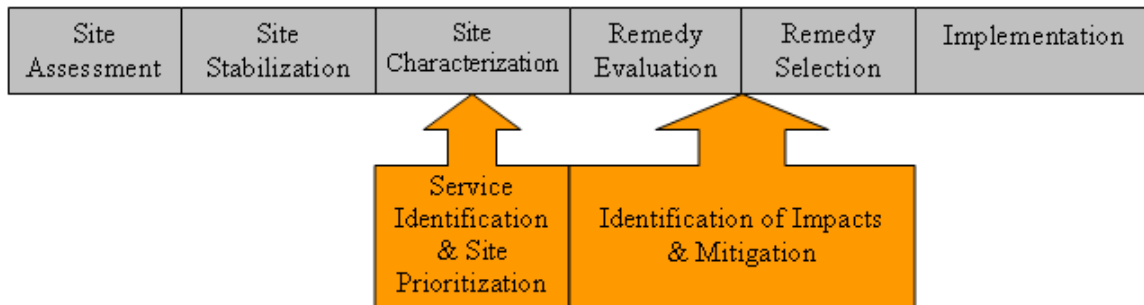 Site
Assessment
Site
Stabilization
Site
Characterization
Remedy
Evaluation
Remedy
Selection
Implementation
Service
Identification
& Site
Prioritization
Identification of Impacts
& Mitigation